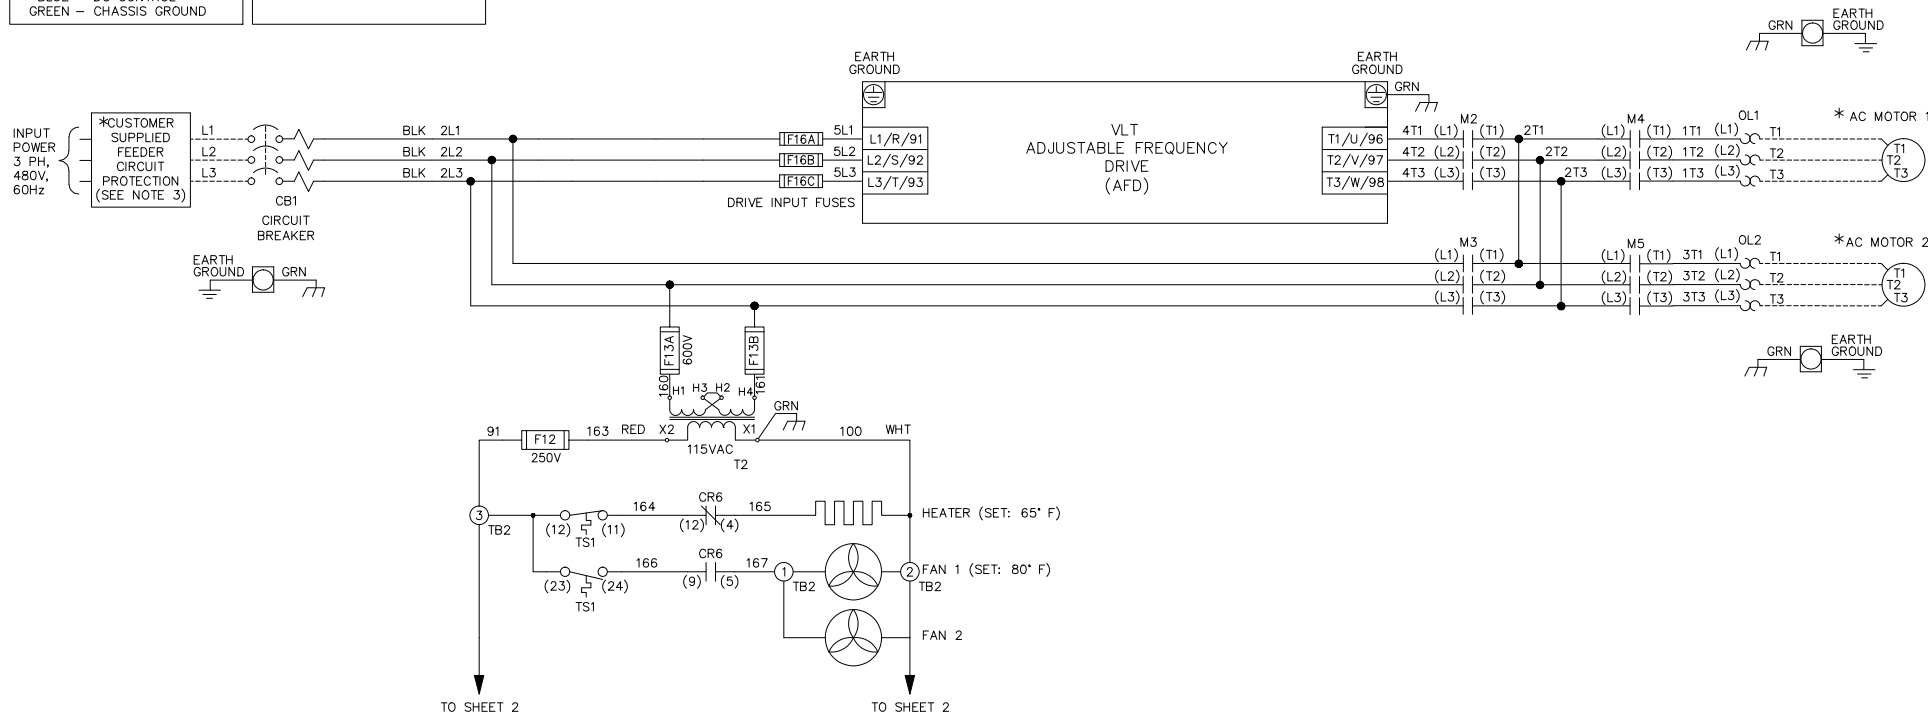 GREEN – CHASSIS GROUND
GRN
EARTH
GROUND
INPUT
POWER
3 PH,
480V,
60Hz
*CUSTOMER
SUPPLIED
FEEDER
CIRCUIT
PROTECTION
(SEE NOTE 3)
L1
L2
L3
CB1
CIRCUIT
BREAKER
BLK 2L1
BLK 2L2
BLK 2L3
F16A
F16B
F16C
DRIVE INPUT FUSES
5L1
5L2
5L3
EARTH
GROUND
L1/R/91
L2/S/92
L3/T/93
VLT
ADJUSTABLE FREQUENCY
DRIVE
(AFD)
EARTH
GROUND
GRN
T1/U/96
T2/V/97
T3/W/98
M2
4T1 (L1) (T1) 2T1
4T2 (L2) (T2) 2T2
4T3 (L3) (T3) 2T3
M4
(L1) (T1) 1T1 (L1) T1
(L2) (T2) 1T2 (L2) T2
(L3) (T3) 1T3 (L3) T3
OL1
* AC MOTOR 1
T1
T2
T3
M3
(L1) (T1)
(L2) (T2)
(L3) (T3)
M5
(L1) (T1) 3T1 (L1) T1
(L2) (T2) 3T2 (L2) T2
(L3) (T3) 3T3 (L3) T3
OL2
*AC MOTOR 2
T1
T2
T3
EARTH
GROUND
GRN
GRN
EARTH
GROUND
F13A
600V
F13B
160
161
H1 H3 H2 H4
GRN
91
F12
250V
163 RED X2 X1 100 WHT
115VAC
T2
3
TB2
(12) (11)
TS1
164
CR6
(12) (4)
165
HEATER (SET: 65° F)
(23) (24)
TS1
166
CR6
(9) (5)
167
1
TB2
2
TB2
FAN 1 (SET: 80° F)
FAN 2
TO SHEET 2
TO SHEET 2